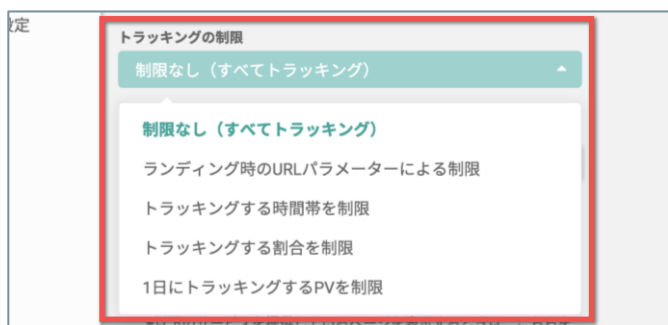 定
トラッキングの制限
制限なし（すべてトラッキング）
制限なし（すべてトラッキング）
ランディング時のURLパラメーターによる制限
トラッキングする時間帯を制限
トラッキングする割合を制限
1日にトラッキングするPVを制限